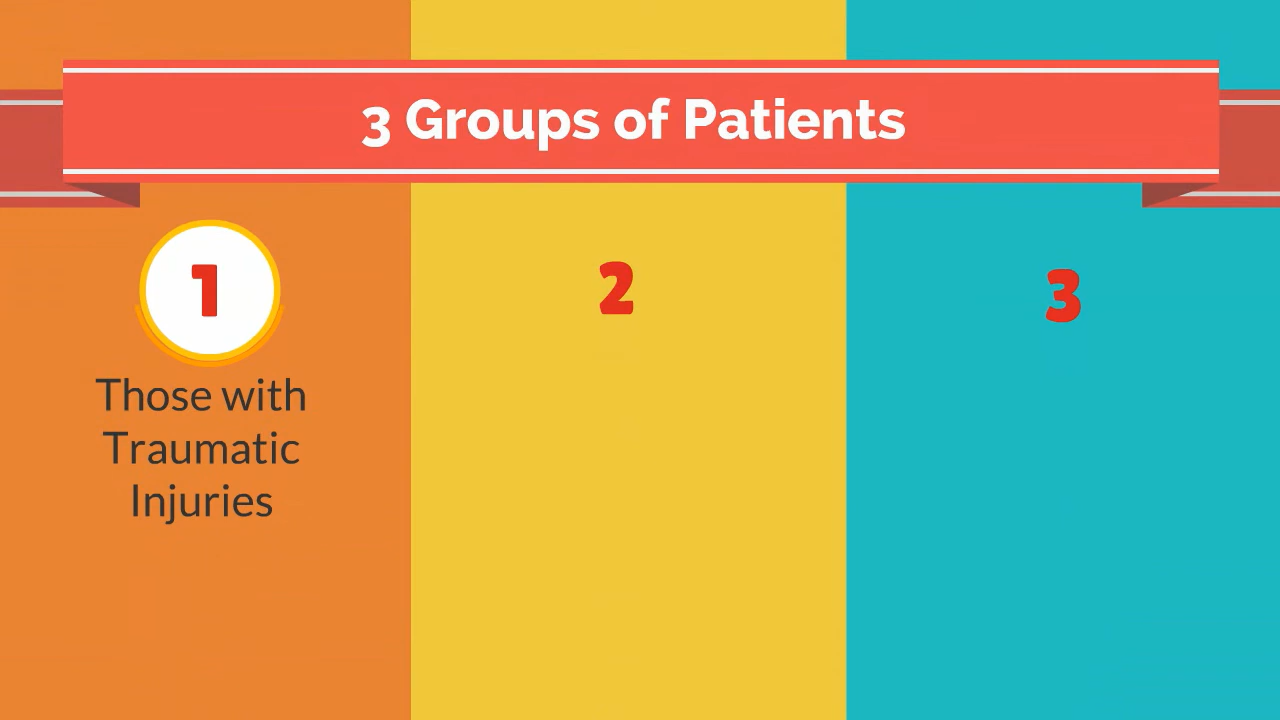 3 Groups of Patients
1
Those with
Traumatic
Injuries
2
3